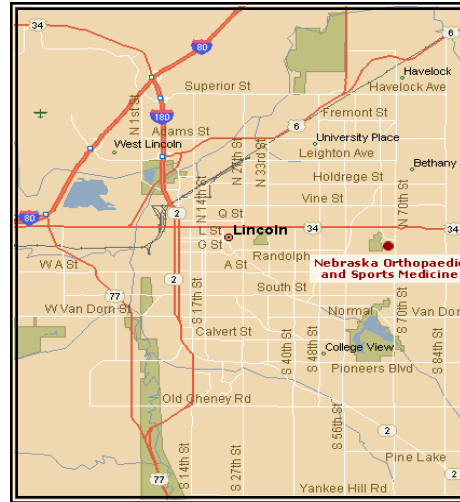 34
80
6
Havelock
Superior St
Havelock Ave
N 1st St
180
Fremont St
6
Adams St
University Place
West Lincoln
Leighton Ave
N 27th St
N 33rd St
Bethany
Holdrege St
N 14th St
Vine St
N 70th St
80
2
Q St
L St
Lincoln
34
34
G St
Randolph
W A St
A St
Nebraska Orthopaedic
and Sports Medicine
2
77
South St
S 17th St
W Van Dorn St
Normal
Van Dor
S 70th St
Calvert St
S 40th St
S 48th St
College View
S 84th St
Pioneers Blvd
Old Cheney Rd
S 56th St
2
2
S 14th St
S 27th St
Pine Lake
77
Yankee Hill Rd